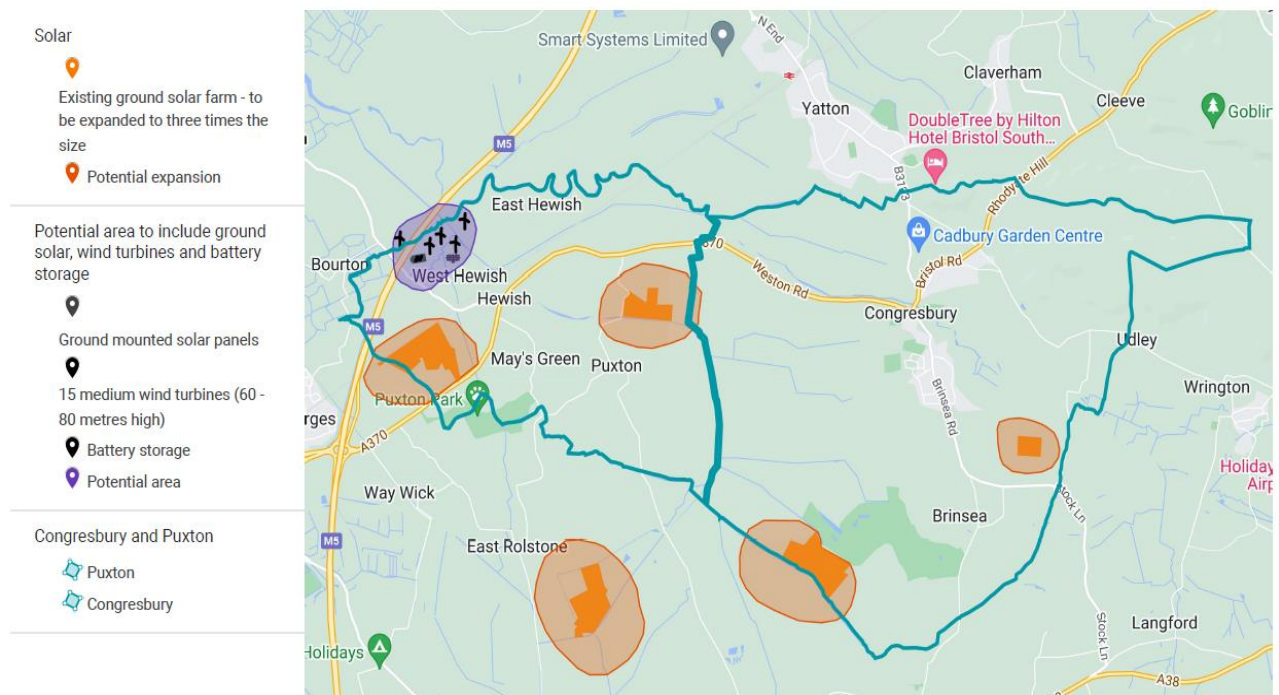 Solar
Existing ground solar farm - to
be expanded to three times the
size
Potential expansion
Potential area to include ground
solar, wind turbines and battery
storage
Ground mounted solar panels
15 medium wind turbines (60 -
80 metres high)
Battery storage
Potential area
Congresbury and Puxton
Puxton
Congresbury
N End
Smart Systems Limited
Claverham
Cleeve
Yatton
Goblin
DoubleTree by Hilton
Hotel Bristol South...
M5
B3133
Rhodyate Hill
East Hewish
Cadbury Garden Centre
A370
Bourton
West Hewish
Weston Rd
Bristol Rd
Hewish
Congresbury
M5
Udley
May's Green
Puxton
Wrington
Puxton Park
Brinsea Rd
rges
A370
Holiday
Airp
Way Wick
Stock Ln
Brinsea
M5
East Rolstone
Stock Ln
Langford
Holidays
A38